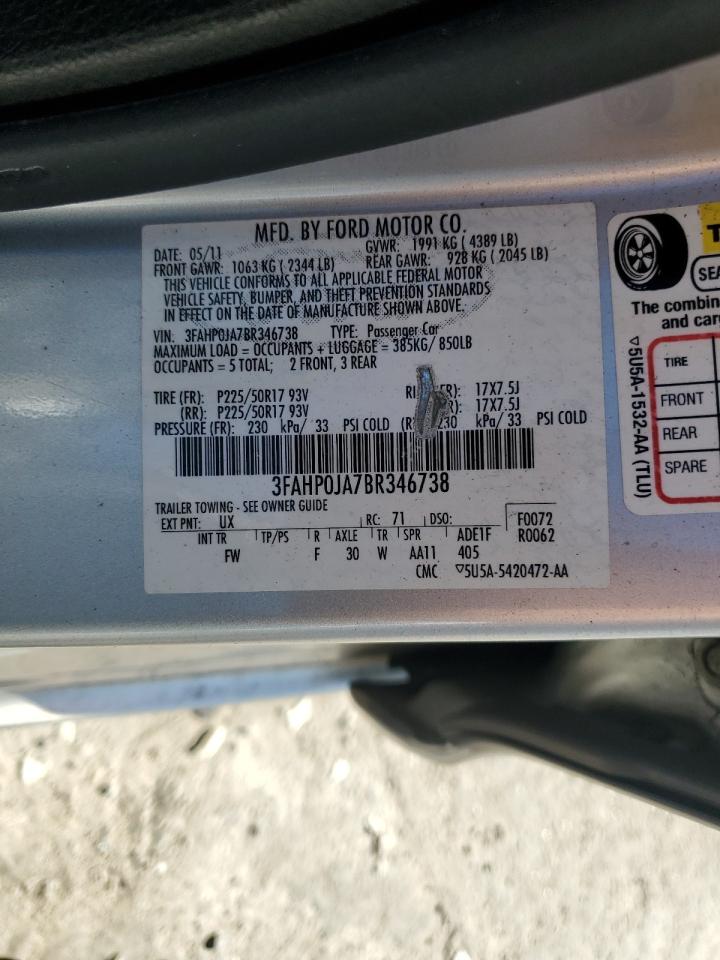 MFD. BY FORD MOTOR CO.
DATE: 05/11 GVWR: 1991 KG ( 4389 LB)
FRONT GAWR: 1063 KG ( 2344 LB) REAR GAWR: 928 KG ( 2045 LB)
THIS VEHICLE CONFORMS TO ALL APPLICABLE FEDERAL MOTOR
VEHICLE SAFETY, BUMPER, AND THEFT PREVENTION STANDARDS
IN EFFECT ON THE DATE OF MANUFACTURE SHOWN ABOVE.
VIN: 3FAHP0JA7BR346738 TYPE: Passenger Car
MAXIMUM LOAD = OCCUPANTS + LUGGAGE = 385KG/ 850LB
OCCUPANTS = 5 TOTAL; 2 FRONT, 3 REAR
TIRE (FR): P225/50R17 93V 17X7.5J
(RR): P225/50R17 93V 17X7.5J
PRESSURE (FR): 230 kPa/ 33 PSI COLD 230 kPa/ 33 PSI COLD
3FAHP0JA7BR346738
TRAILER TOWING - SEE OWNER GUIDE
EXT PNT: UX RC: 71 DSO: F0072
INT TR TP/PS R AXLE TR SPR ADE1F R0062
FW F 30 W AA11 405
CMC ▽5U5A-5420472-AA
The combin
and carg
▽5U5A-1532-AA (TLU)
TIRE
FRONT
REAR
SPARE